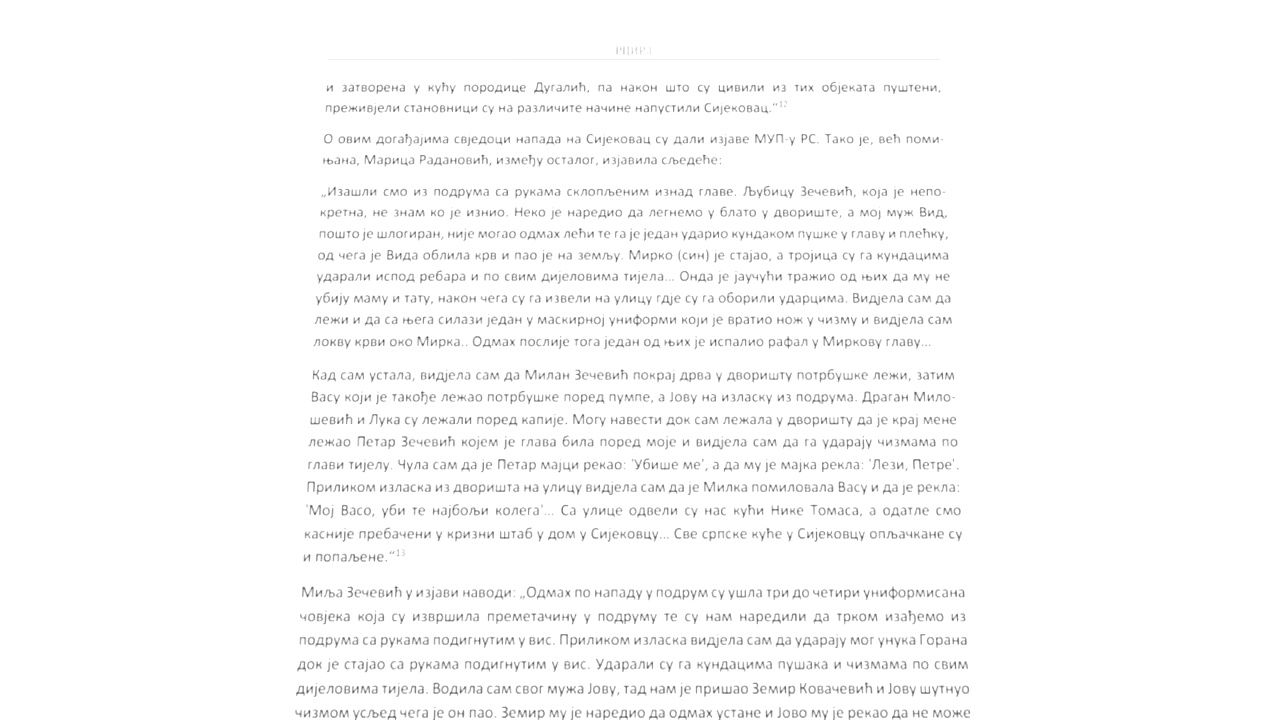 и затворена у кућу породице Дугалић, па након што су цивили из тих објеката пуштени,
преживјели становници су на различите начине напустили Сијековац.“12
О овим догађајима свједоци напада на Сијековац су дали изјаве МУП-у РС. Тако је, већ поми-
њана, Марица Радановић, између осталог, изјавила сљедеће:
„Изашли смо из подрума са рукама склопљеним изнад главе. Љубицу Зечевић, која је непо-
кретна, не знам ко је изнио. Неко је наредио да легнемо у блато у двориште, а мој муж Вид,
пошто је шлогиран, није могао одмах лећи те га је један ударио кундаком пушке у главу и плећку,
од чега је Вида облила крв и пао је на земљу. Мирко (син) је стајао, а тројица су га кундацима
ударали испод ребара и по свим дијеловима тијела... Онда је јаучући тражио од њих да му не
убију маму и тату, након чега су га извели на улицу гдје су га оборили ударцима. Видјела сам да
лежи и да са њега силази један у маскирној униформи који је вратио нож у чизму и видјела сам
локву крви око Мирка.. Одмах послије тога један од њих је испалио рафал у Миркову главу...
Кад сам устала, видјела сам да Милан Зечевић покрај дрва у дворишту потрбушке лежи, затим
Васу који је такође лежао потрбушке поред пумпе, а Јову на изласку из подрума. Драган Мило-
шевић и Лука су лежали поред капије. Могу навести док сам лежала у дворишту да је крај мене
лежао Петар Зечевић којем је глава била поред моје и видјела сам да га ударају чизмама по
глави тијелу. Чула сам да је Петар мајци рекао: 'Убише ме', а да му је мајка рекла: 'Лези, Петре'.
Приликом изласка из дворишта на улицу видјела сам да је Милка помиловала Васу и да је рекла:
'Мој Васо, уби те најбољи колега'... Са улице одвели су нас кући Нике Томаса, а одатле смо
касније пребачени у кризни штаб у дом у Сијековцу... Све српске куће у Сијековцу опљачкане су
и попаљене.“13
Миља Зечевић у изјави наводи: „Одмах по нападу у подрум су ушла три до четири униформисана
човјека која су извршила преметачину у подруму те су нам наредили да трком изађемо из
подрума са рукама подигнутим у вис. Приликом изласка видјела сам да ударају мог унука Горана
док је стајао са рукама подигнутим у вис. Ударали су га кундацима пушака и чизмама по свим
дијеловима тијела. Водила сам свог мужа Јову, тад нам је пришао Земир Ковачевић и Јову шутнуо
чизмом усљед чега је он пао. Земир му је наредио да одмах устане и Јово му је рекао да не може